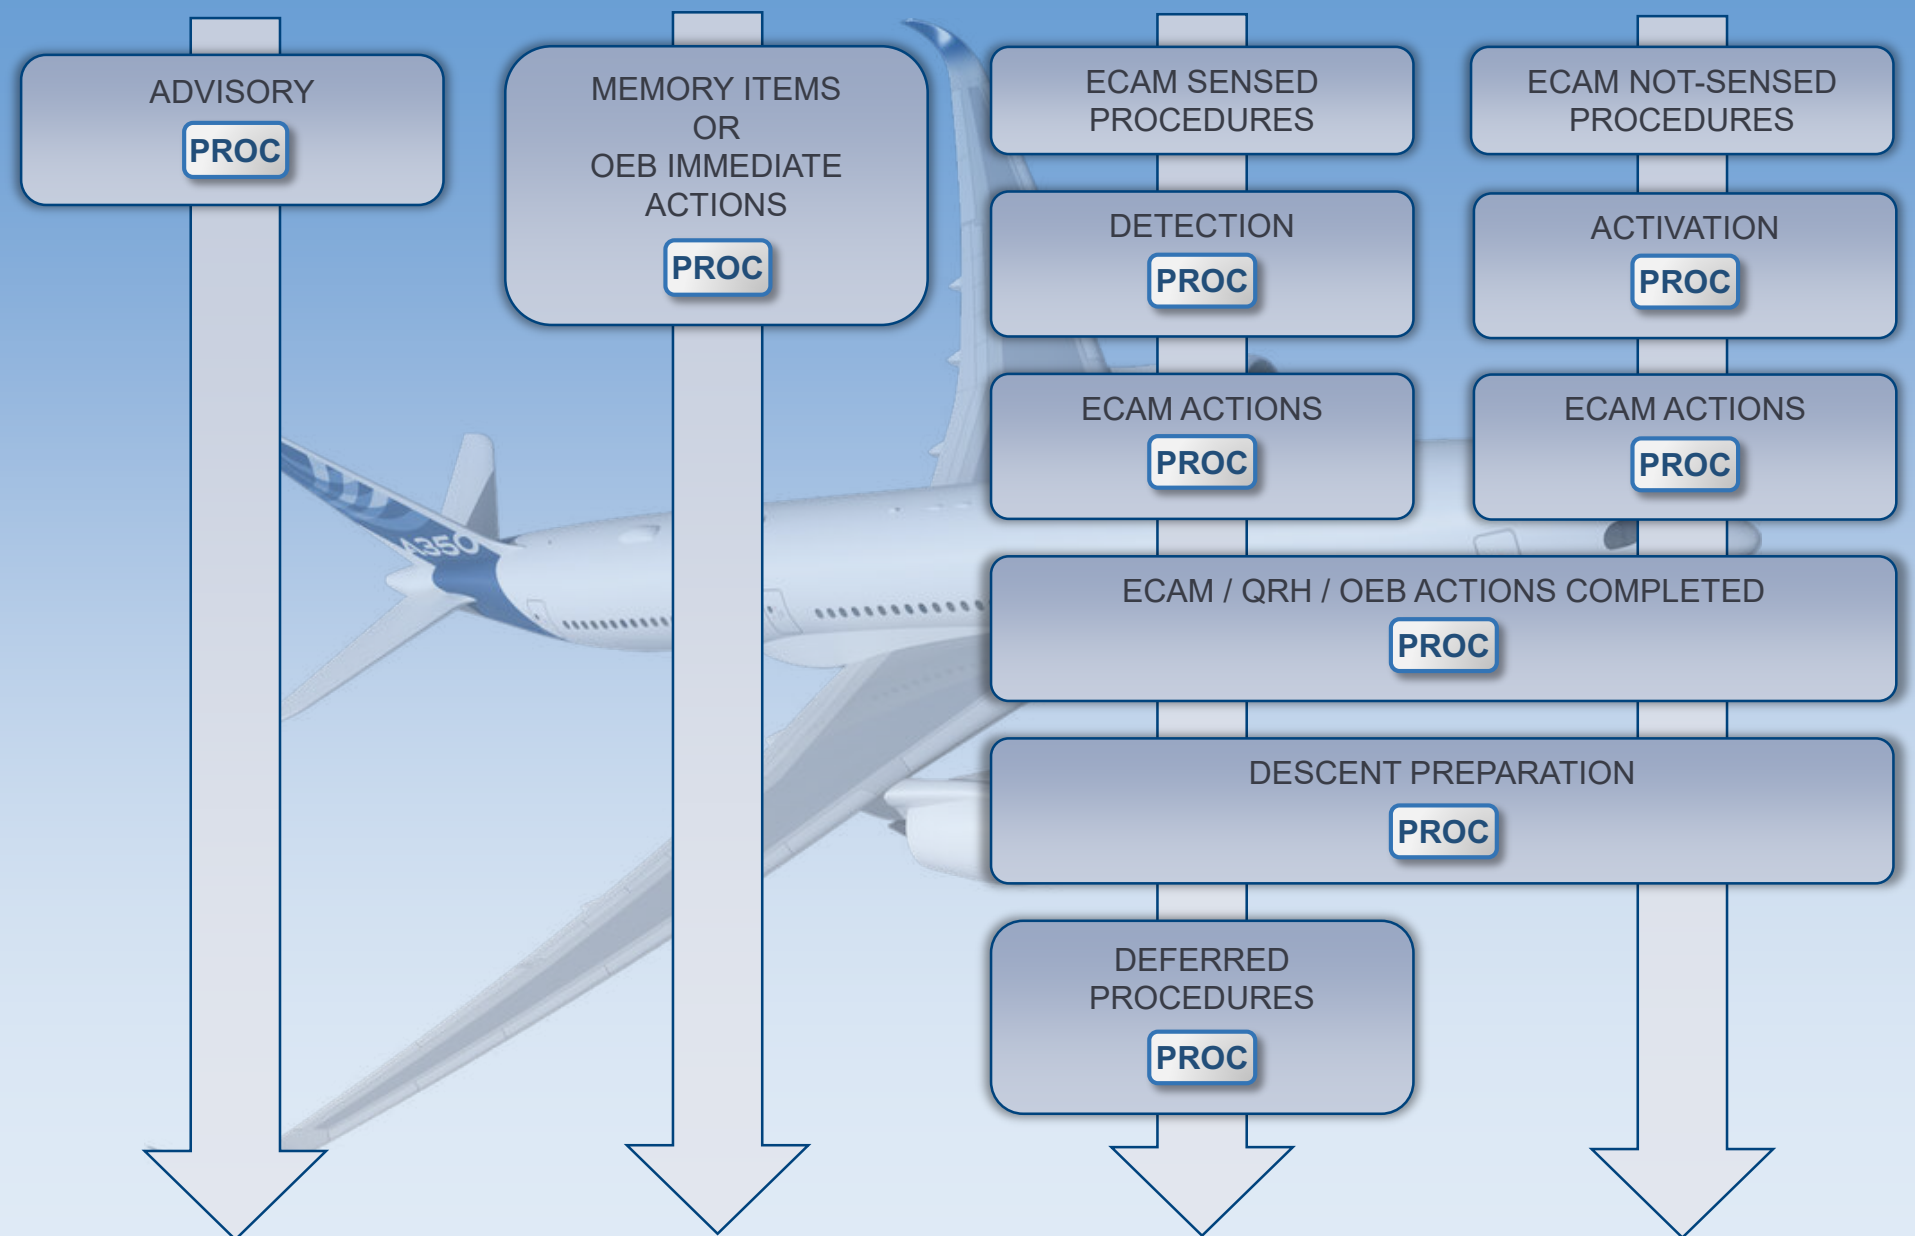 ADVISORY
PROC
MEMORY ITEMS
OR
OEB IMMEDIATE
ACTIONS
PROC
ECAM SENSED
PROCEDURES
DETECTION
PROC
ECAM ACTIONS
PROC
ECAM NOT-SENSED
PROCEDURES
ACTIVATION
PROC
ECAM ACTIONS
PROC
ECAM / QRH / OEB ACTIONS COMPLETED
PROC
DESCENT PREPARATION
PROC
DEFERRED
PROCEDURES
PROC
A350